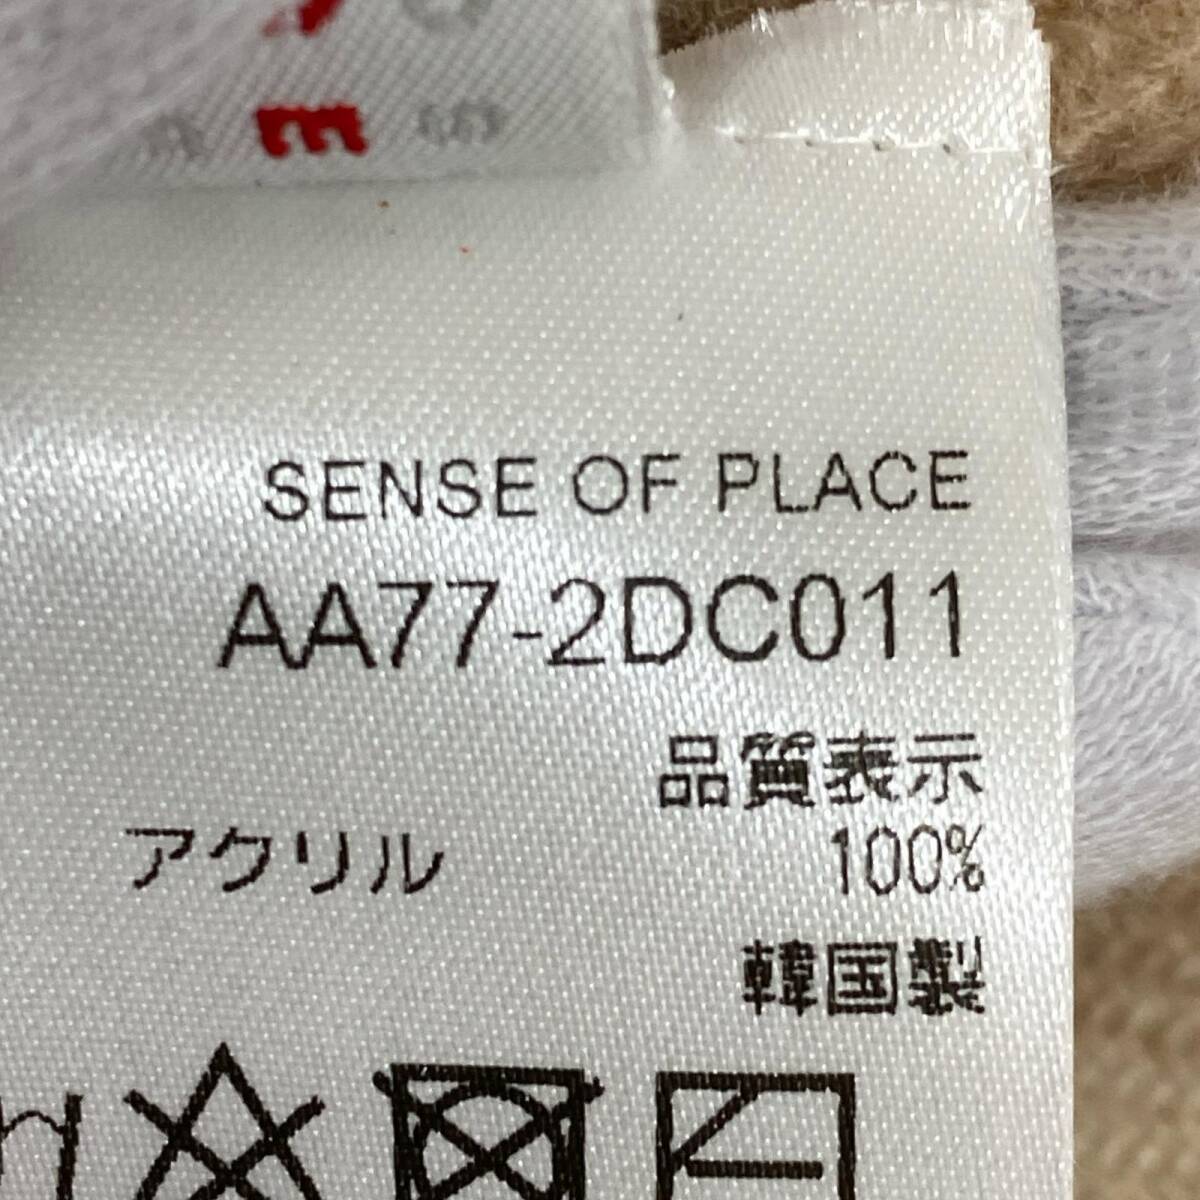 SENSE OF PLACE
AA77-2DC011
品質表示
アクリル 100%
韓国製